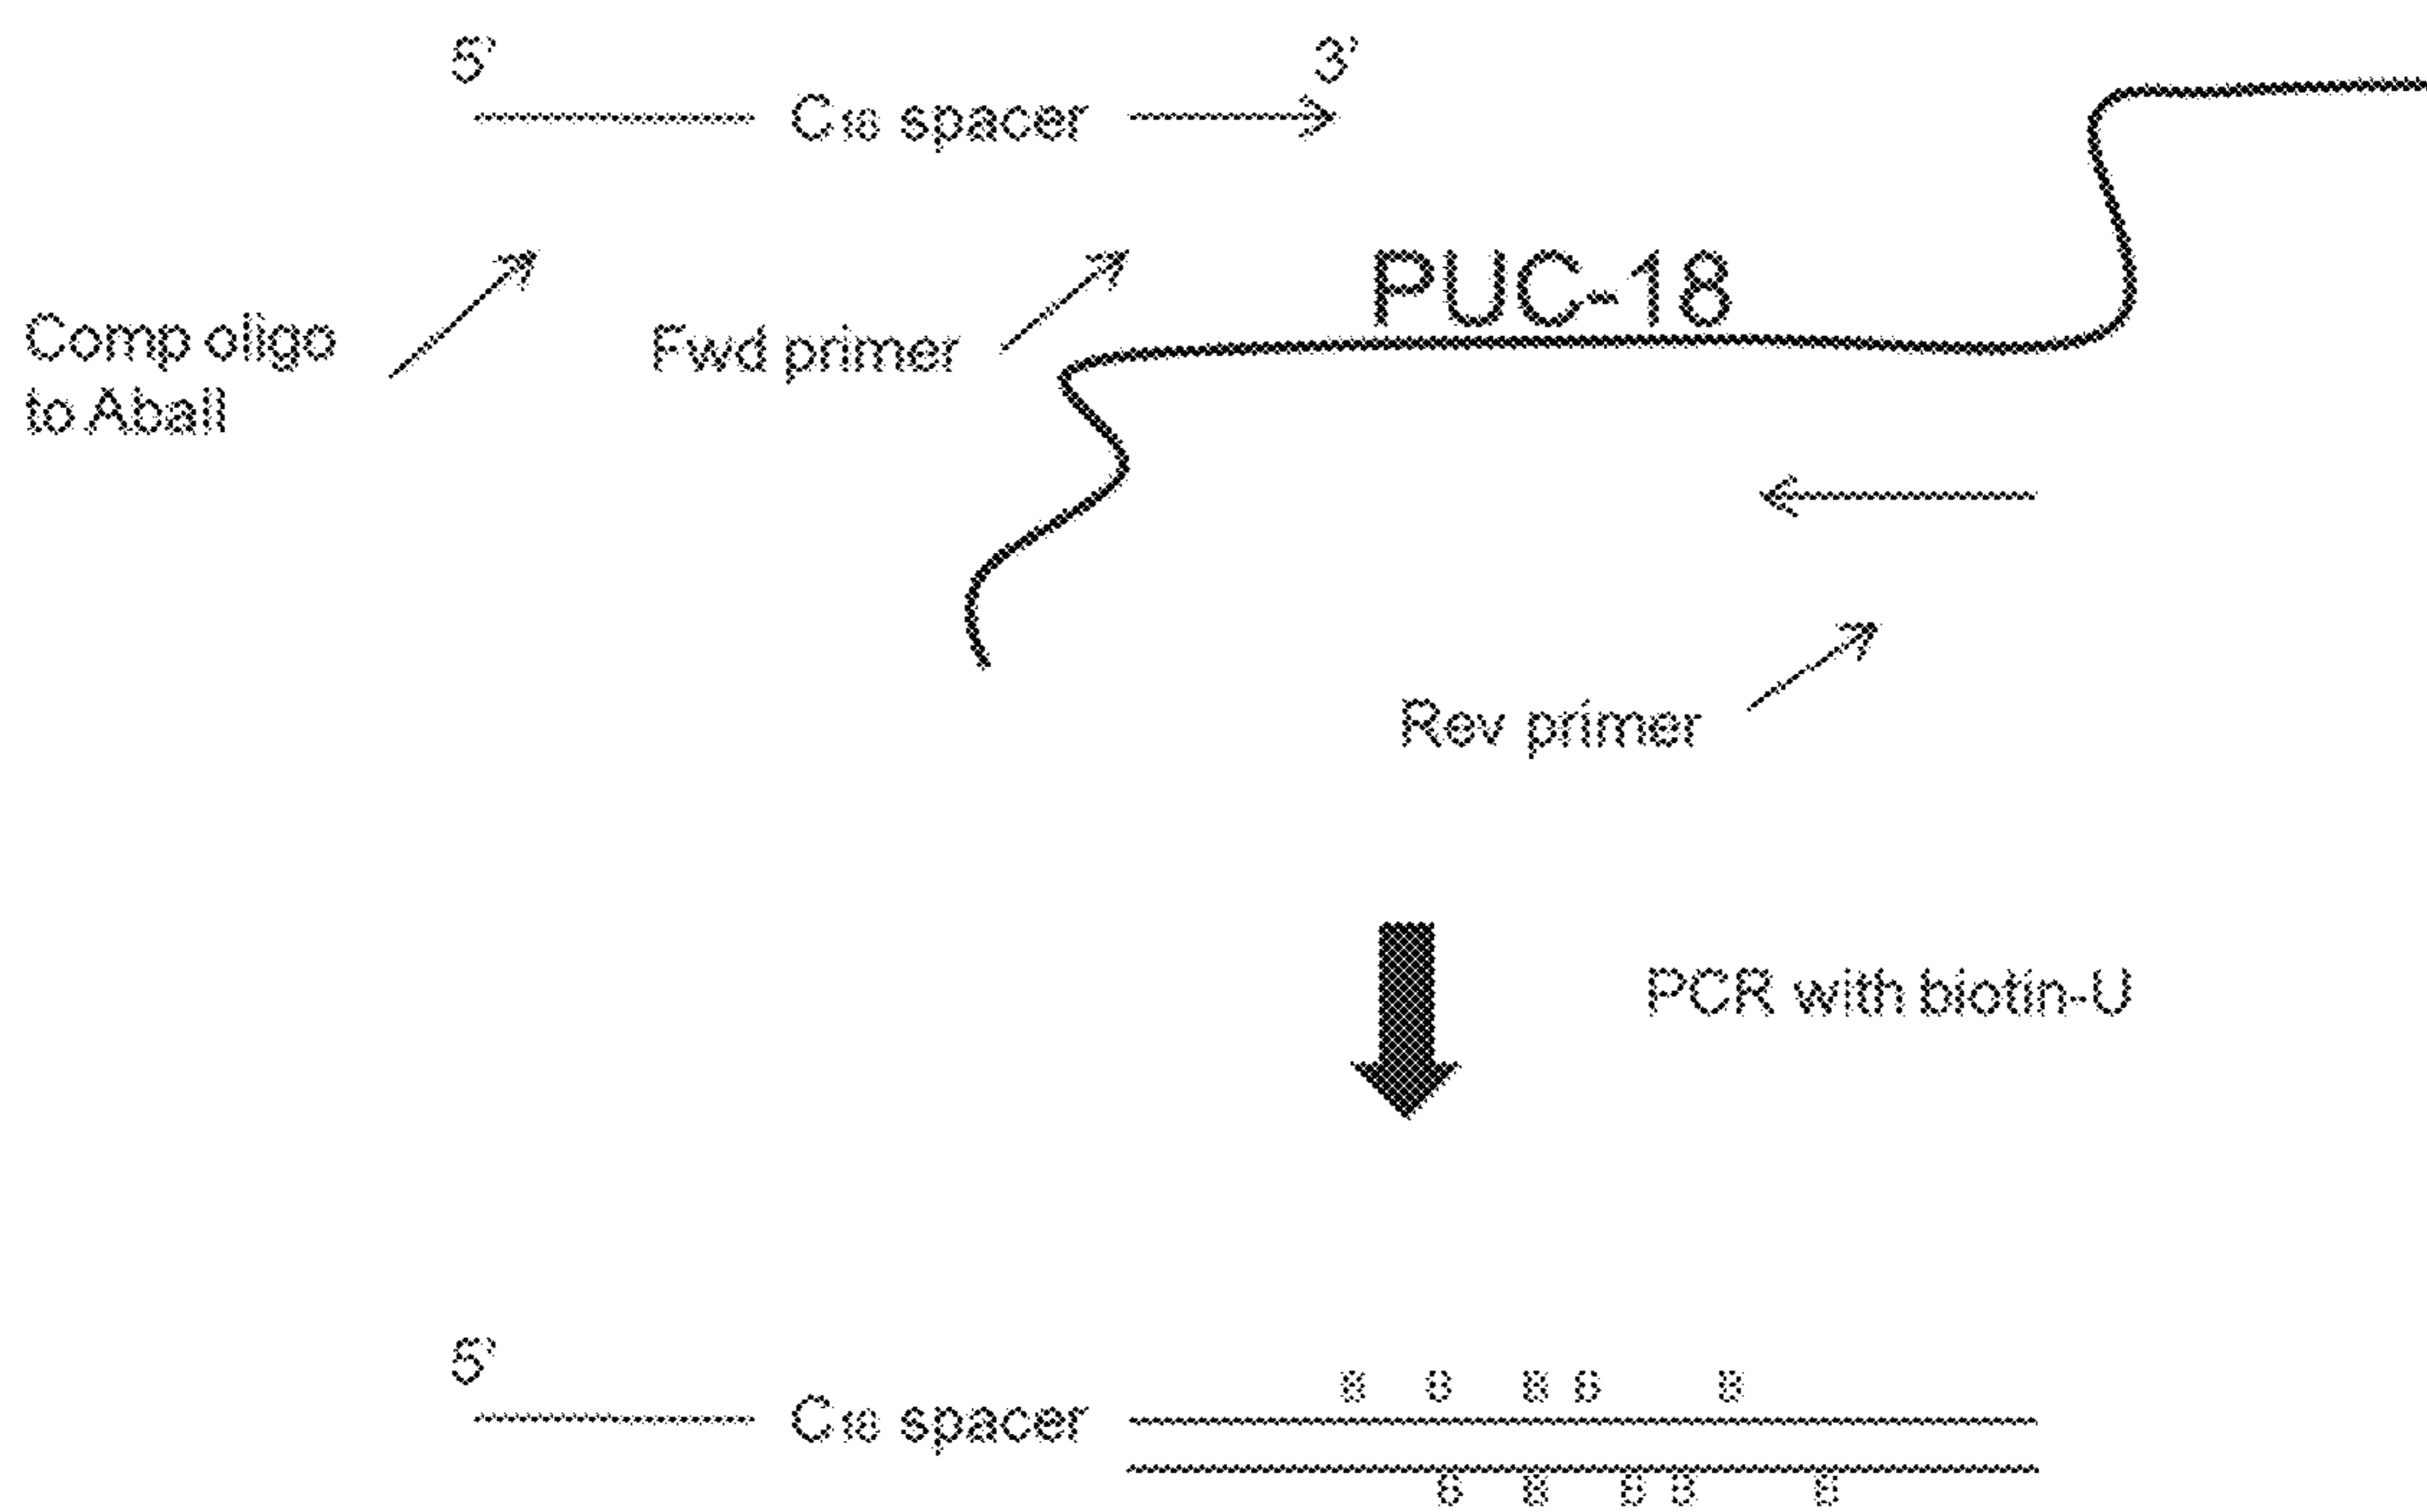 5’ 3’
C18 spacer
PUC-18
Comp oligo
to Aball
Fwd primer
Rev primer
PCR with biotin-U
5’
C18 spacer
B B B B B
B B B B B